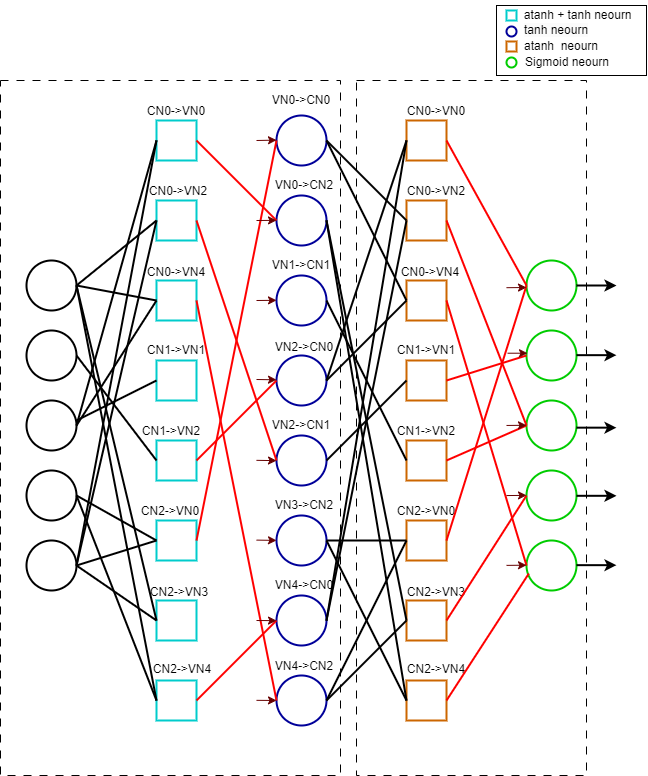 atanh + tanh neourn
tanh neourn
atanh neourn
Sigmoid neourn
CN0->VN0
CN0->VN2
CN0->VN4
CN1->VN1
CN1->VN2
CN2->VN0
CN2->VN3
CN2->VN4
VN0->CN0
VN0->CN2
VN1->CN1
VN2->CN0
VN2->CN1
VN3->CN2
VN4->CN0
VN4->CN2
CN0->VN0
CN0->VN2
CN0->VN4
CN1->VN1
CN1->VN2
CN2->VN0
CN2->VN3
CN2->VN4